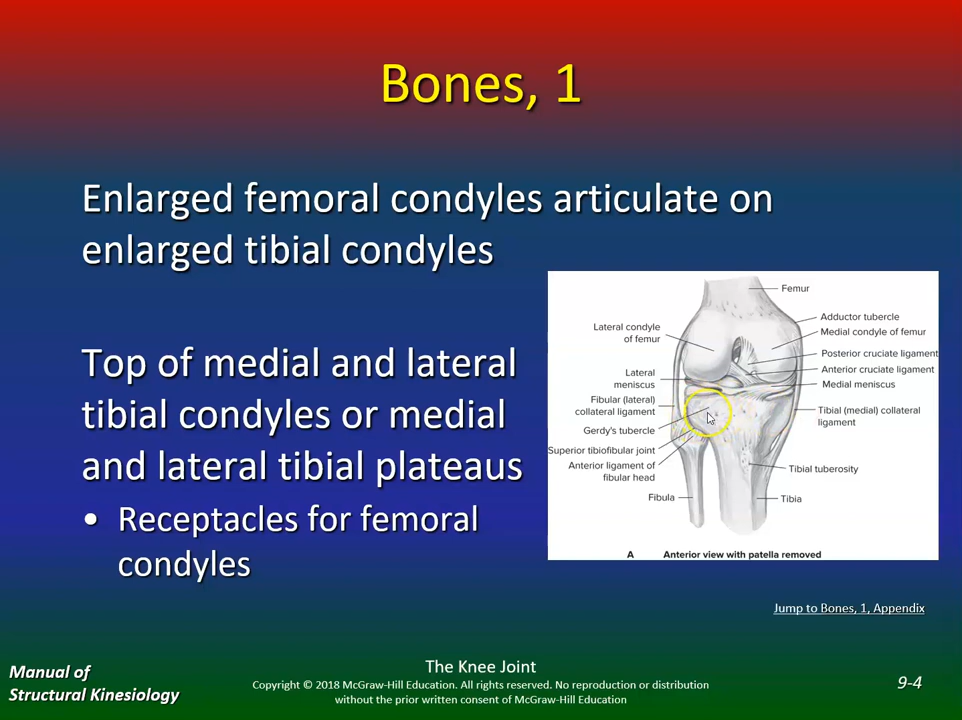 Bones, 1
Enlarged femoral condyles articulate on
enlarged tibial condyles
Top of medial and lateral
tibial condyles or medial
and lateral tibial plateaus
• Receptacles for femoral
condyles
Femur
Adductor tubercle
Medial condyle of femur
Posterior cruciate ligament
Anterior cruciate ligament
Medial meniscus
Tibial (medial) collateral
ligament
Tibial tuberosity
Tibia
Lateral condyle
of femur
Lateral
meniscus
Fibular (lateral)
collateral ligament
Gerdy's tubercle
Superior tibiofibular joint
Anterior ligament of
fibular head
Fibula
A Anterior view with patella removed
Jump to Bones, 1, Appendix
Manual of
Structural Kinesiology
The Knee Joint
Copyright © 2018 McGraw-Hill Education. All rights reserved. No reproduction or distribution
without the prior written consent of McGraw-Hill Education
9-4